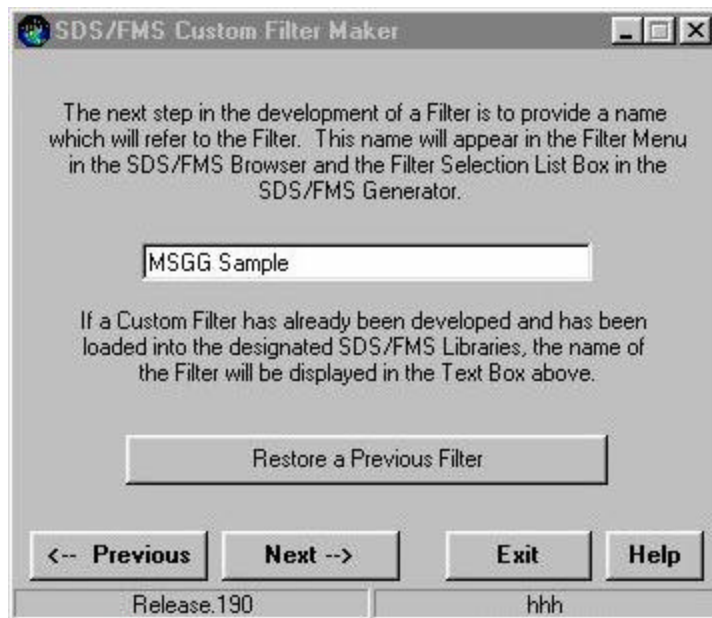 SDS/FMS Custom Filter Maker
The next step in the development of a Filter is to provide a name
which will refer to the Filter. This name will appear in the Filter Menu
in the SDS/FMS Browser and the Filter Selection List Box in the
SDS/FMS Generator.
MSGG Sample
If a Custom Filter has already been developed and has been
loaded into the designated SDS/FMS Libraries, the name of
the Filter will be displayed in the Text Box above.
Restore a Previous Filter
<-- Previous
Next -->
Exit
Help
Release.190
hhh